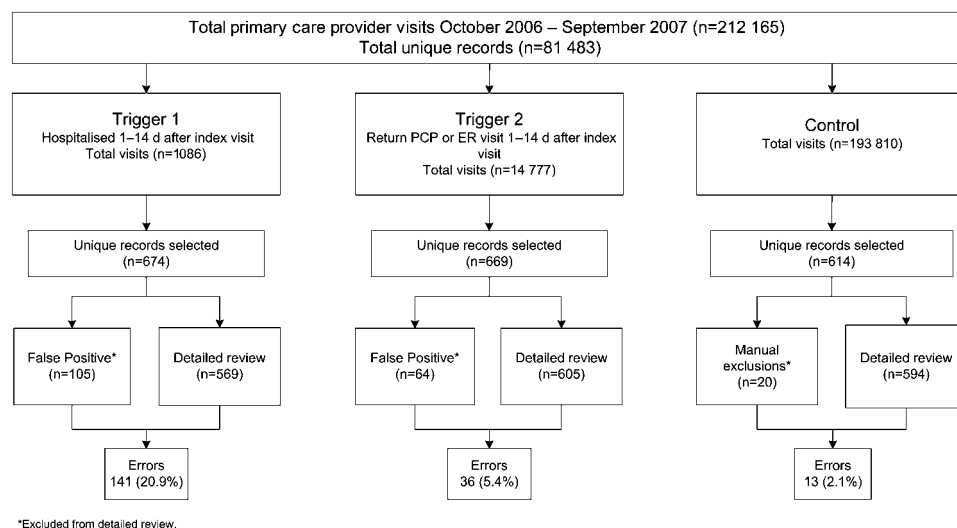 Total primary care provider visits October 2006 – September 2007 (n=212 165)
Total unique records (n=81 483)
Trigger 1
Hospitalised 1–14 d after index visit
Total visits (n=1086)
Trigger 2
Return PCP or ER visit 1–14 d after index
visit
Total visits (n=14 777)
Control
Total visits (n=193 810)
Unique records selected
(n=674)
Unique records selected
(n=669)
Unique records selected
(n=614)
False Positive*
(n=105)
Detailed review
(n=569)
False Positive*
(n=64)
Detailed review
(n=605)
Manual
exclusions*
(n=20)
Detailed review
(n=594)
Errors
141 (20.9%)
Errors
36 (5.4%)
Errors
13 (2.1%)
*Excluded from detailed review.